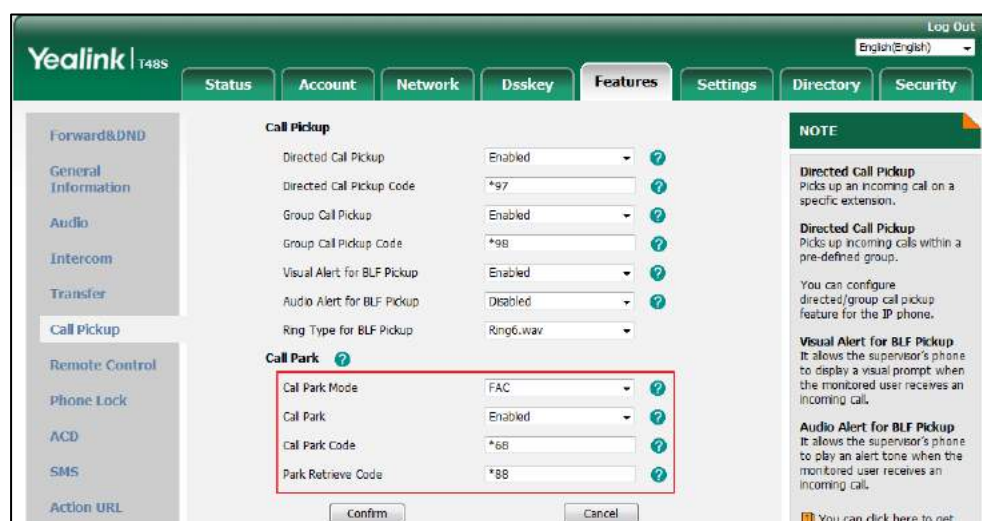 Log Out
Yealink T48S
English(English)
Status Account Network Dsskey Features Settings Directory Security
Forward&DND
General
Information
Audio
Intercom
Transfer
Call Pickup
Remote Control
Phone Lock
ACD
SMS
Action URL
Call Pickup
Directed Call Pickup Enabled
Directed Call Pickup Code *97
Group Call Pickup Enabled
Group Call Pickup Code *98
Visual Alert for BLF Pickup Enabled
Audio Alert for BLF Pickup Disabled
Ring Type for BLF Pickup Ring6.wav
Call Park
Call Park Mode FAC
Call Park Enabled
Call Park Code *68
Park Retrieve Code *88
Confirm Cancel
NOTE
Directed Call Pickup
Picks up an incoming call on a
specific extension.
Directed Call Pickup
Picks up incoming calls within a
pre-defined group.
You can configure
directed/group call pickup
feature for the IP phone.
Visual Alert for BLF Pickup
It allows the supervisor's phone
to display a visual prompt when
the monitored user receives an
incoming call.
Audio Alert for BLF Pickup
It allows the supervisor's phone
to play an alert tone when the
monitored user receives an
incoming call.
You can click here to get